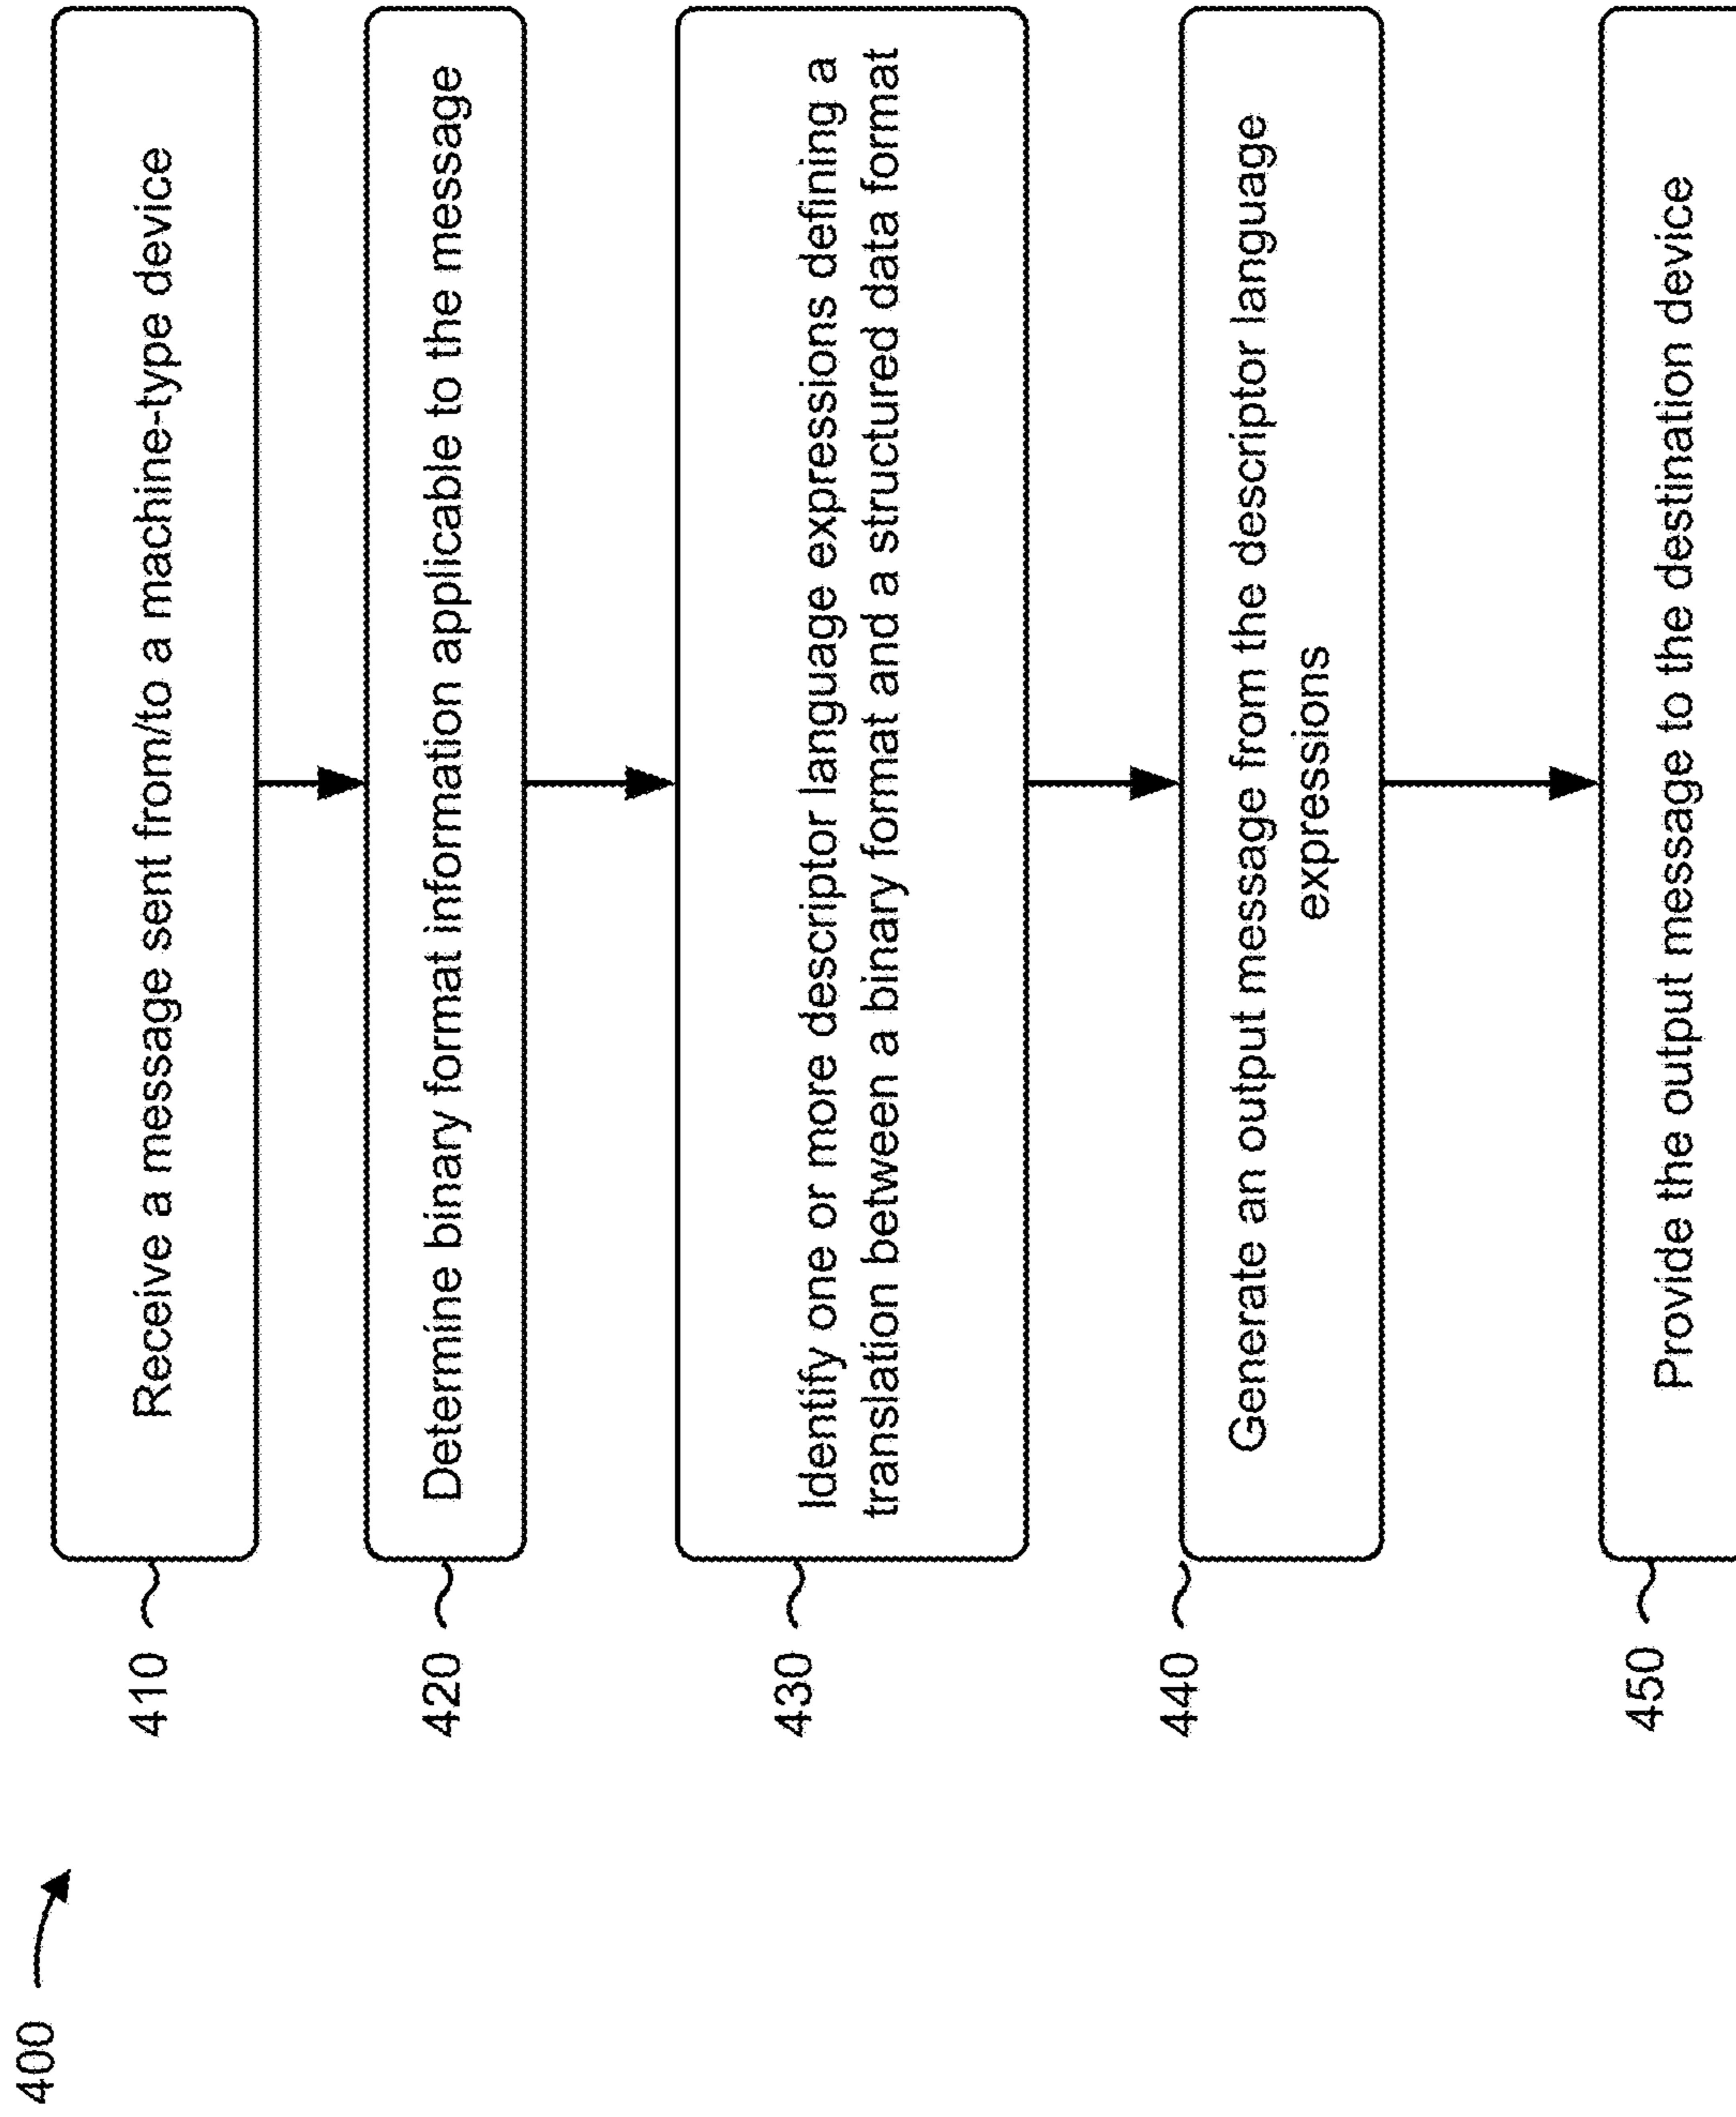 400
410
Receive a message sent from/to a machine-type device
420
Determine binary format information applicable to the message
430
Identify one or more descriptor language expressions defining a
translation between a binary format and a structured data format
440
Generate an output message from the descriptor language
expressions
450
Provide the output message to the destination device